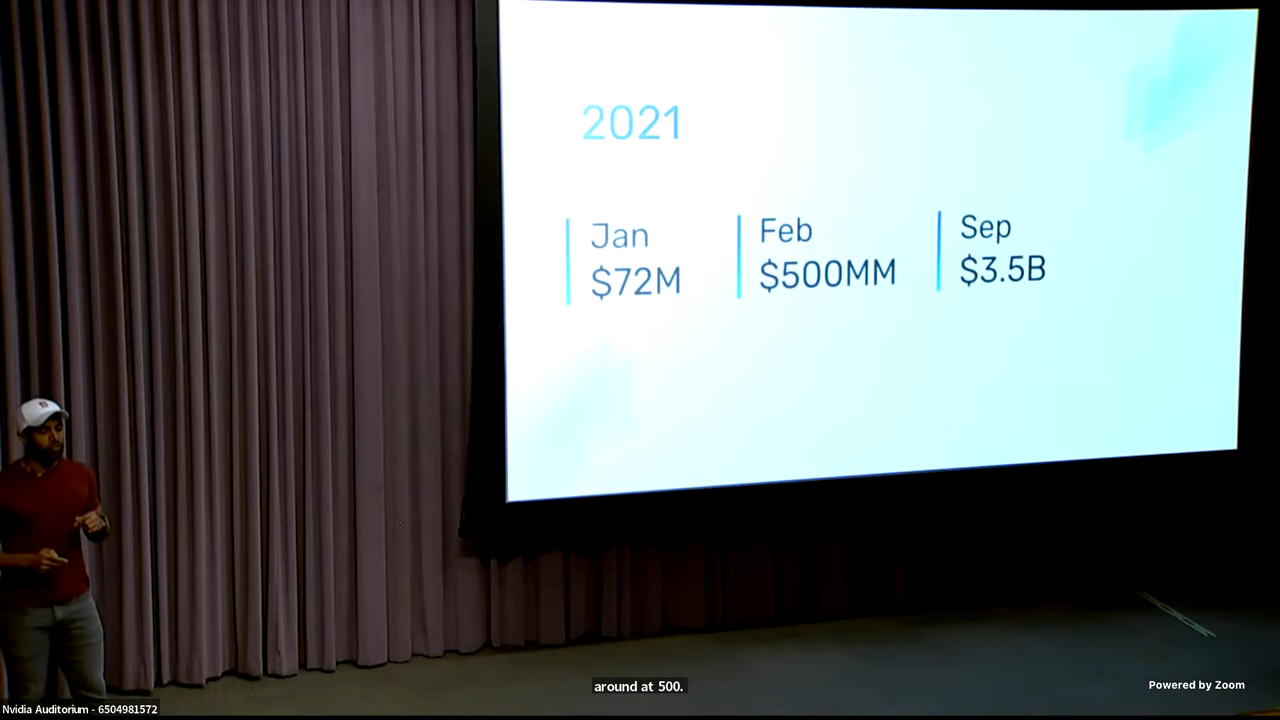 2021
Jan
$72M
Feb
$500MM
Sep
$3.5B
around at 500.
Powered by Zoom
Nvidia Auditorium - 6504981572